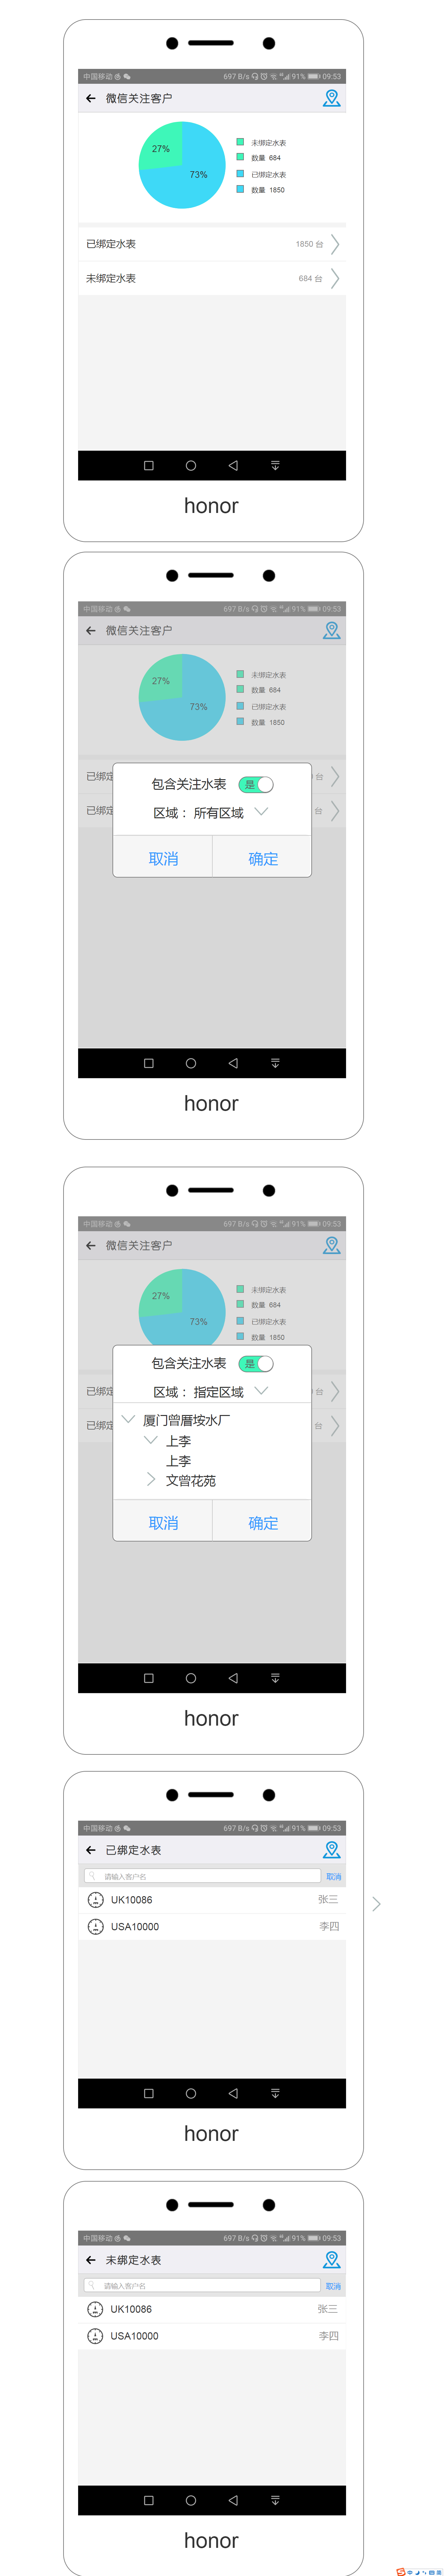 中国移动 697 B/s 91% 09:53
微信关注客户
27%
73%
未绑定水表
数量 684
已绑定水表
数量 1850
已绑定水表 1850 台
未绑定水表 684 台
honor
中国移动 697 B/s 91% 09:53
微信关注客户
27%
73%
未绑定水表
数量 684
已绑定水表
数量 1850
已绑定 台
包含关注水表 是
已绑定 台
区域： 所有区域
取消 确定
honor
中国移动 697 B/s 91% 09:53
微信关注客户
27%
73%
未绑定水表
数量 684
已绑定水表
数量 1850
包含关注水表 是
已绑定 台
区域： 指定区域
厦门曾厝垵水厂
已绑定 台
上李
上李
文曾花苑
取消 确定
honor
中国移动 697 B/s 91% 09:53
已绑定水表
请输入客户名 取消
UK10086 张三
USA10000 李四
honor
中国移动 697 B/s 91% 09:53
未绑定水表
请输入客户名 取消
UK10086 张三
USA10000 李四
honor
中